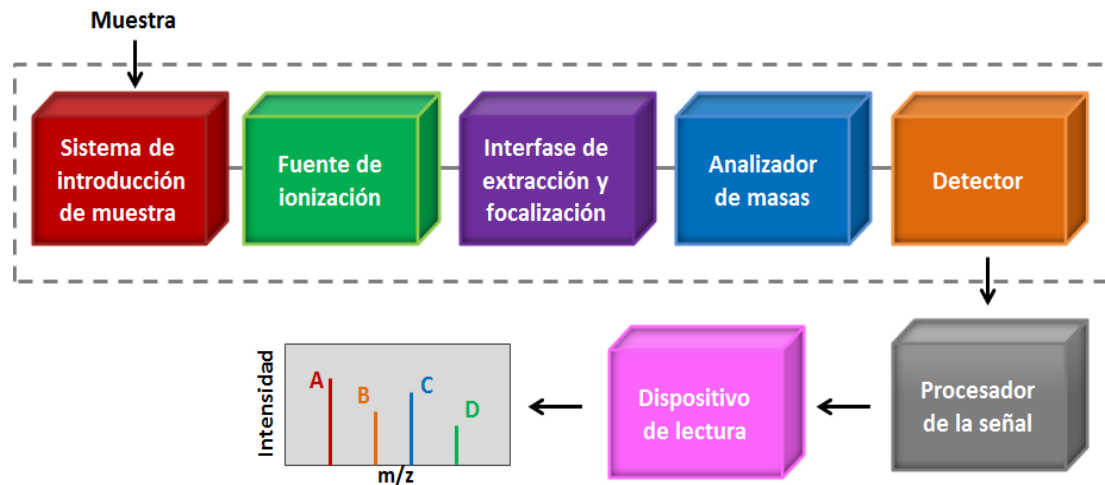 Muestra
Sistema de
introducción
de muestra
Fuente de
ionización
Interfase de
extracción y
focalización
Analizador
de masas
Detector
Procesador
de la señal
Dispositivo
de lectura
Intensidad
A
B
C
D
m/z